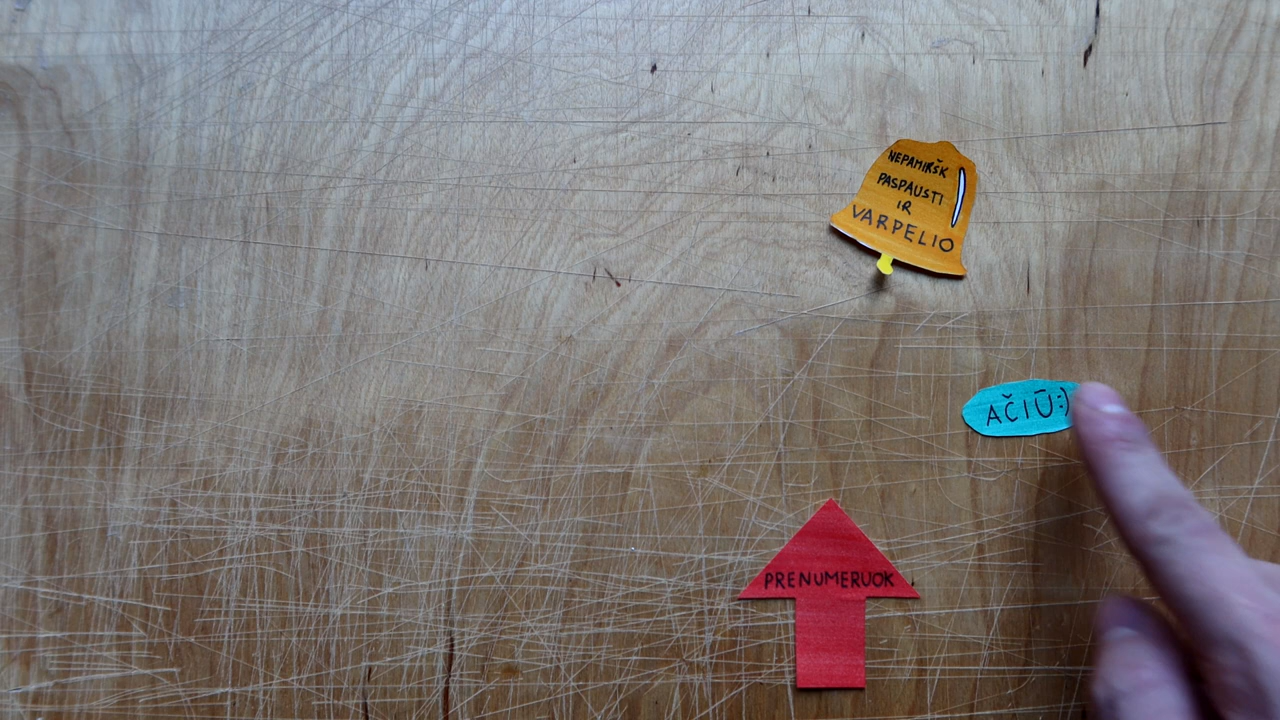 NEPAMIRŠK
PASPAUSTI
IR
VARPELIO
AČIŪ:)
PRENUMERUOK